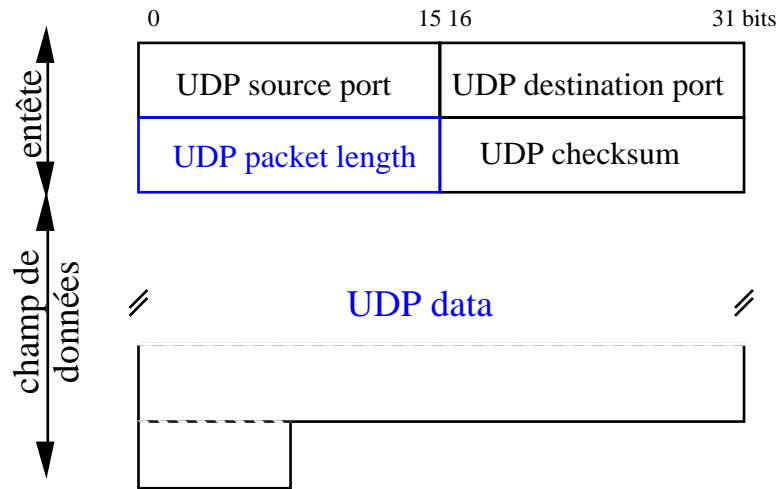 0 15 16 31 bits
entête
UDP source port
UDP destination port
UDP packet length
UDP checksum
champ de
données
UDP data